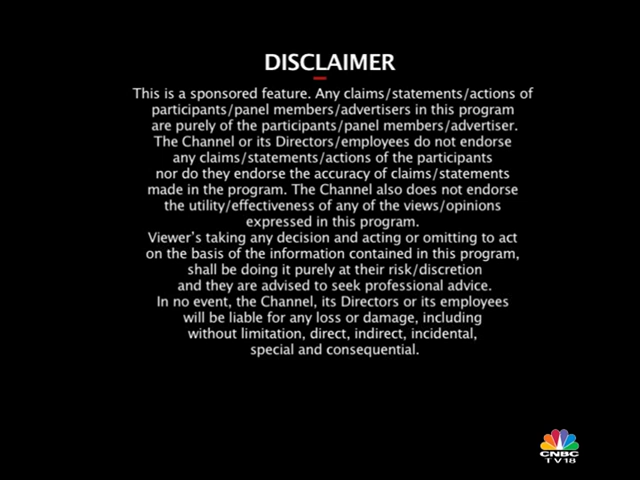 DISCLAIMER
This is a sponsored feature. Any claims/statements/actions of
participants/panel members/advertisers in this program
are purely of the participants/panel members/advertiser.
The Channel or its Directors/employees do not endorse
any claims/statements/actions of the participants
nor do they endorse the accuracy of claims/statements
made in the program. The Channel also does not endorse
the utility/effectiveness of any of the views/opinions
expressed in this program.
Viewer's taking any decision and acting or omitting to act
on the basis of the information contained in this program,
shall be doing it purely at their risk/discretion
and they are advised to seek professional advice.
In no event, the Channel, its Directors or its employees
will be liable for any loss or damage, including
without limitation, direct, indirect, incidental,
special and consequential.
CNBC
TV18